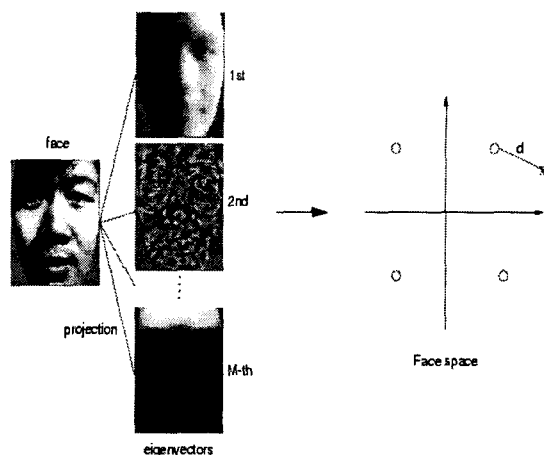 face
1st
2nd
projection
M-th
eigenvectors
d
Face space